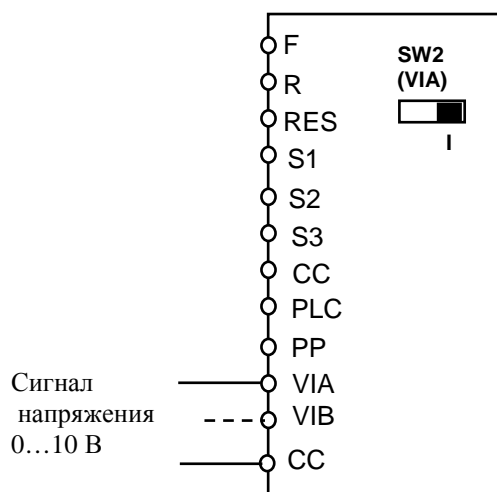 F
R
RES
S1
S2
S3
CC
PLC
PP
VIA
VIB
CC
SW2
(VIA)
I
Сигнал
напряжения
0…10 В